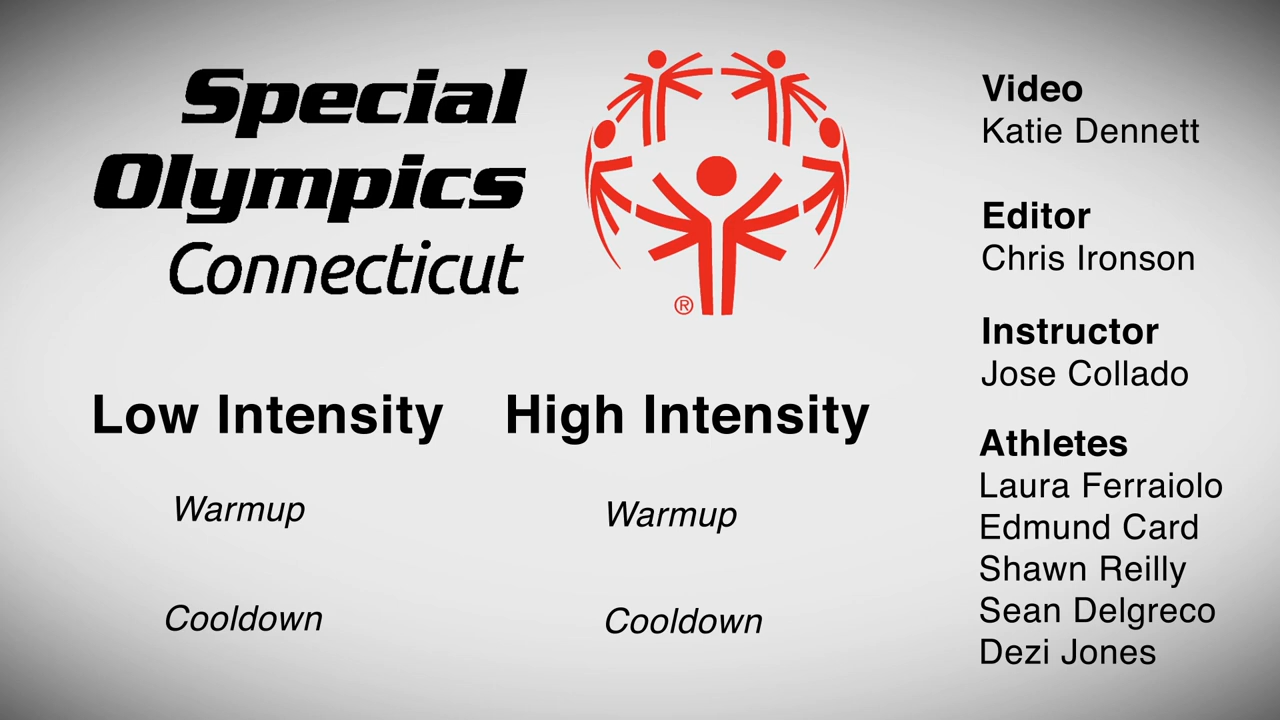 Special
Olympics
Connecticut
®
Low Intensity
Warmup
Cooldown
High Intensity
Warmup
Cooldown
Video
Katie Dennett
Editor
Chris Ironson
Instructor
Jose Collado
Athletes
Laura Ferraiolo
Edmund Card
Shawn Reilly
Sean Delgreco
Dezi Jones